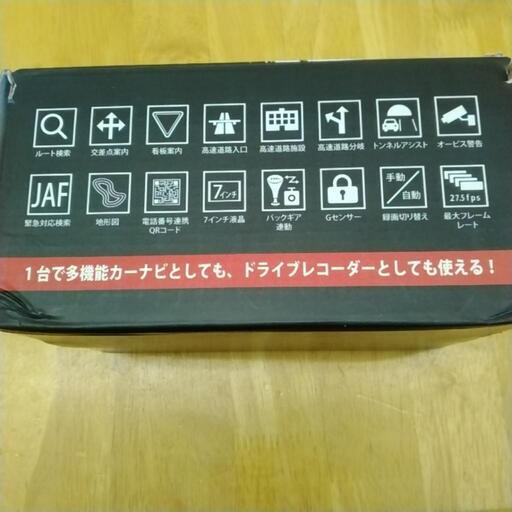 ルート検索 交差点案内 看板案内 高速道路入口 高速道路施設 高速道路分岐 トンネルアシスト オービス警告
JAF 7インチ 手動/自動 27.5fps
緊急対応検索 地形図 電話番号連携 7インチ液晶 バックギア Gセンサー 録画切り替え 最大フレーム
QRコード 連動 レート
1台で多機能カーナビとしても、ドライブレコーダーとしても使える！